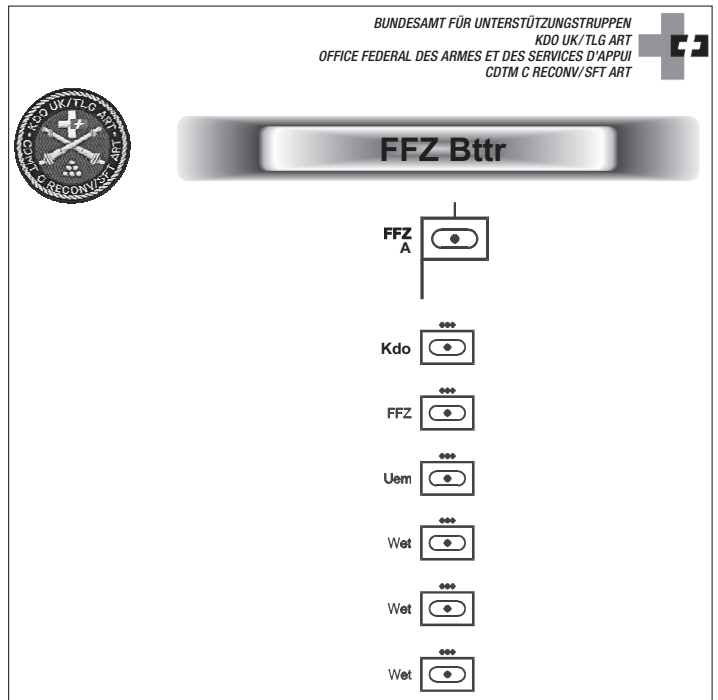 BUNDESAMT FÜR UNTERSTÜTZUNGSTRUPPEN
KDO UK/TLG ART
OFFICE FEDERAL DES ARMES ET DES SERVICES D'APPUI
CDTM C RECONV/SFT ART
KDO UK/TLG ART
CDMT C RECONV/SFT ART
FFZ Bttr
FFZ
A
Kdo
FFZ
Uem
Wet
Wet
Wet